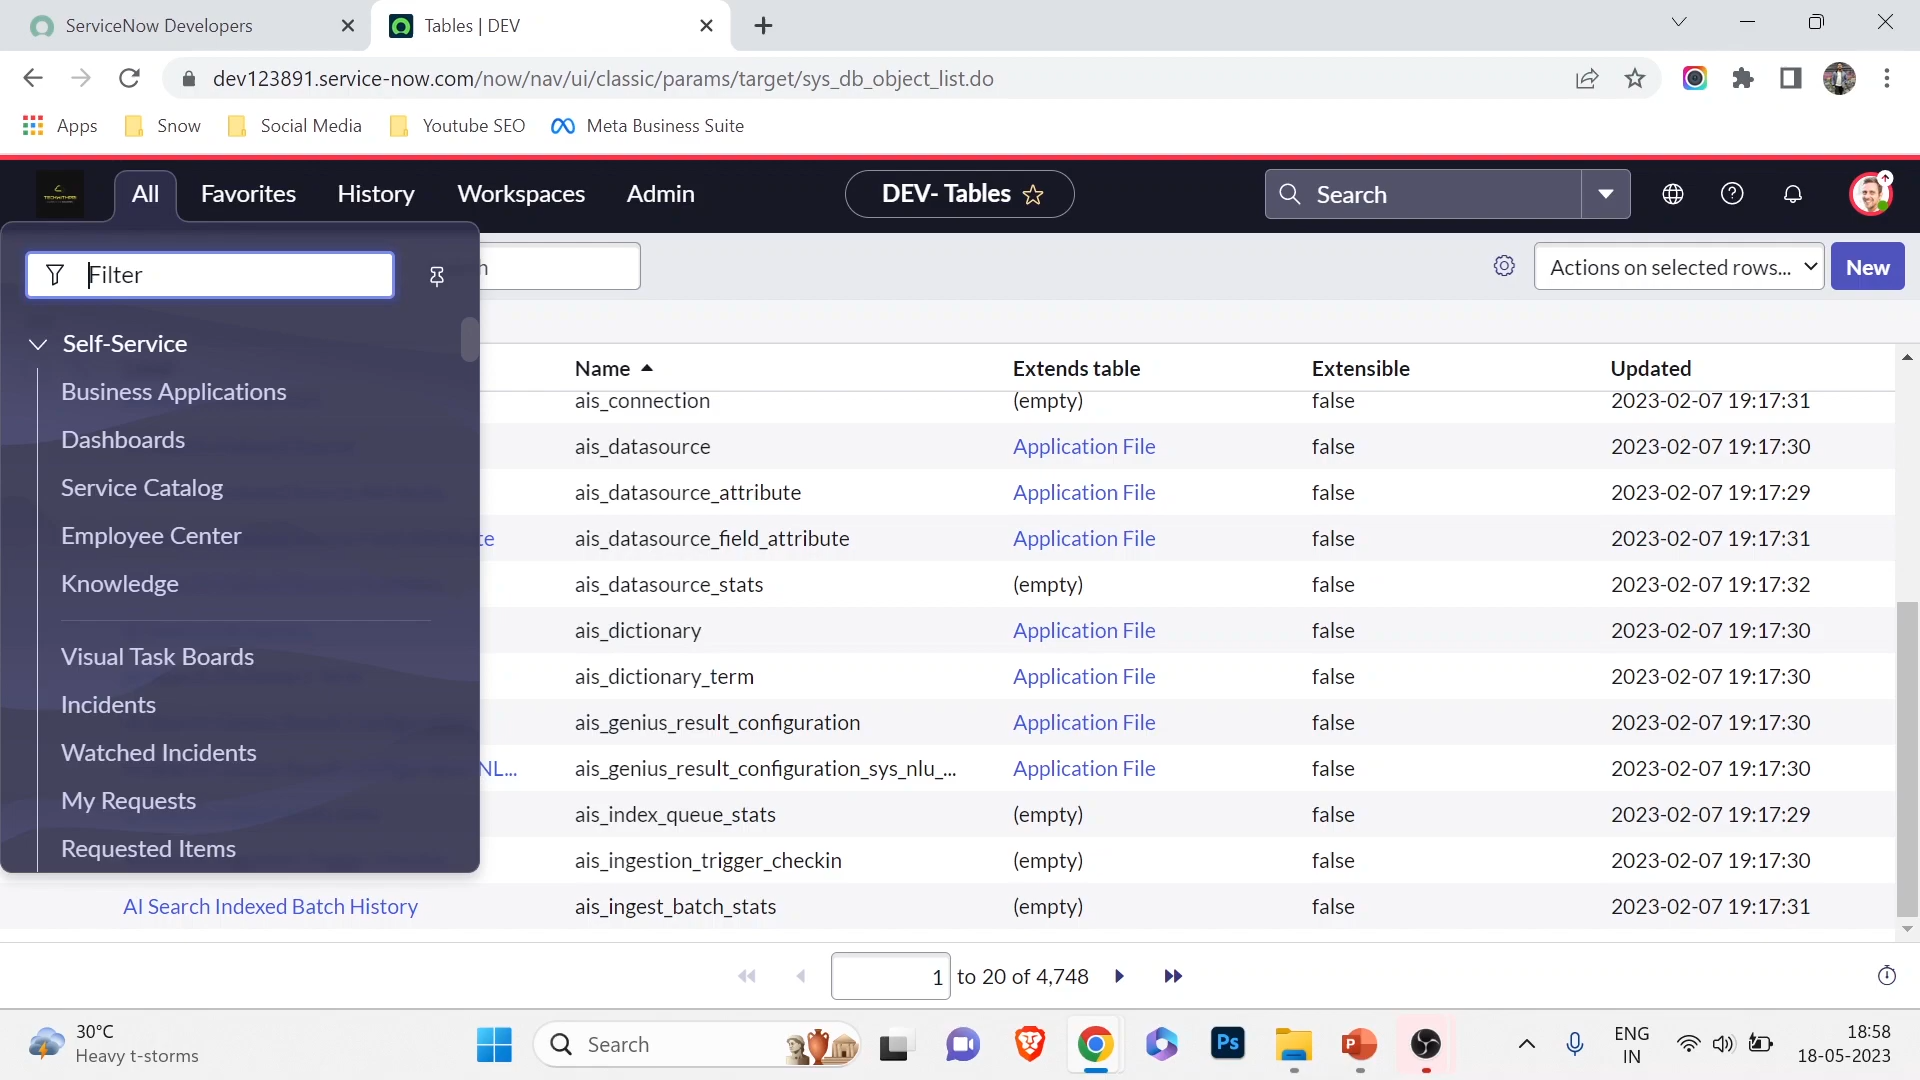 ServiceNow Developers
Tables | DEV
dev123891.service-now.com/now/nav/ui/classic/params/target/sys_db_object_list.do
Apps Snow Social Media Youtube SEO Meta Business Suite
All Favorites History Workspaces Admin DEV- Tables Search
Filter
Actions on selected rows... New
Self-Service
Business Applications
Dashboards
Service Catalog
Employee Center
Knowledge
Visual Task Boards
Incidents
Watched Incidents
My Requests
Requested Items
Name Extends table Extensible Updated
ais_connection (empty) false 2023-02-07 19:17:31
ais_datasource Application File false 2023-02-07 19:17:30
ais_datasource_attribute Application File false 2023-02-07 19:17:29
te ais_datasource_field_attribute Application File false 2023-02-07 19:17:31
ais_datasource_stats (empty) false 2023-02-07 19:17:32
ais_dictionary Application File false 2023-02-07 19:17:30
ais_dictionary_term Application File false 2023-02-07 19:17:30
ais_genius_result_configuration Application File false 2023-02-07 19:17:30
NL... ais_genius_result_configuration_sys_nlu_... Application File false 2023-02-07 19:17:30
ais_index_queue_stats (empty) false 2023-02-07 19:17:29
ais_ingestion_trigger_checkin (empty) false 2023-02-07 19:17:30
AI Search Indexed Batch History ais_ingest_batch_stats (empty) false 2023-02-07 19:17:31
1 to 20 of 4,748
30°C
Heavy t-storms
Search
Ps
P
ENG
IN
18:58
18-05-2023